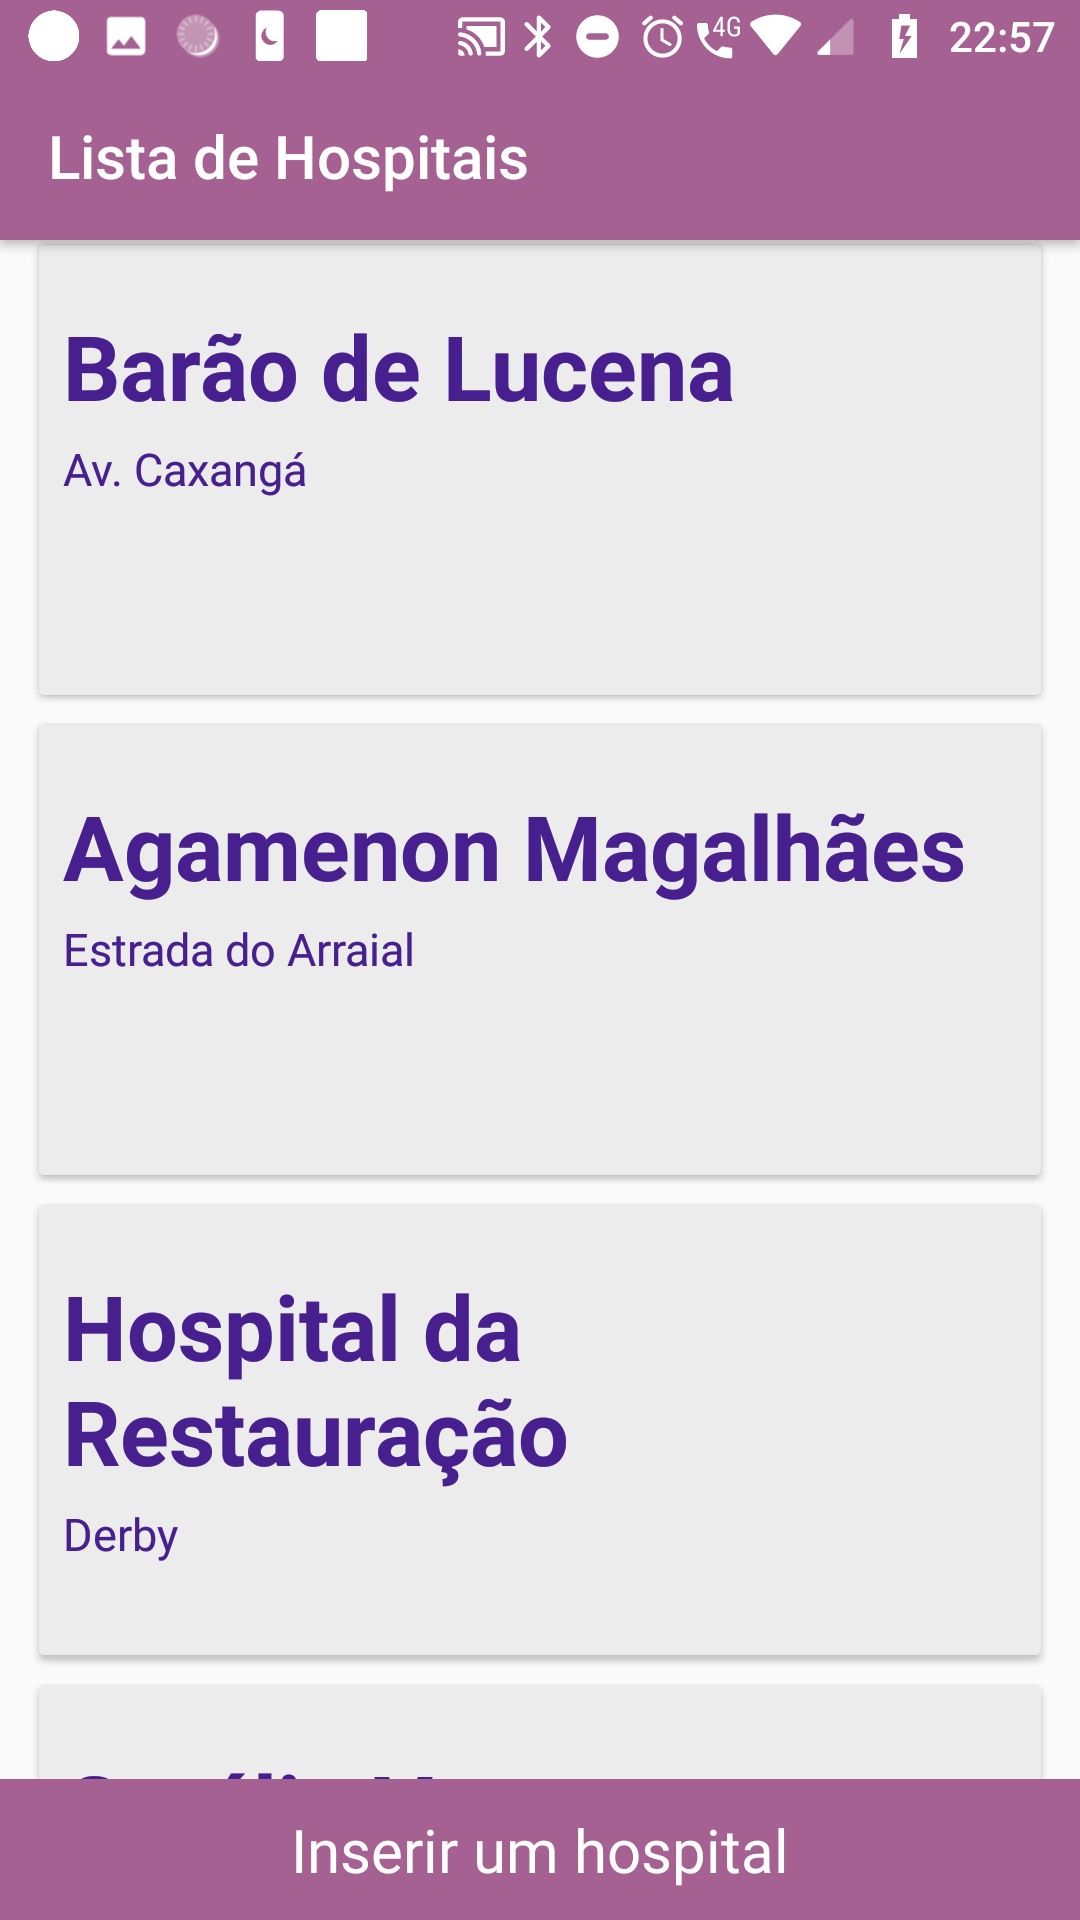 4G 22:57
Lista de Hospitais
Barão de Lucena
Av. Caxangá
Agamenon Magalhães
Estrada do Arraial
Hospital da
Restauração
Derby
Inserir um hospital